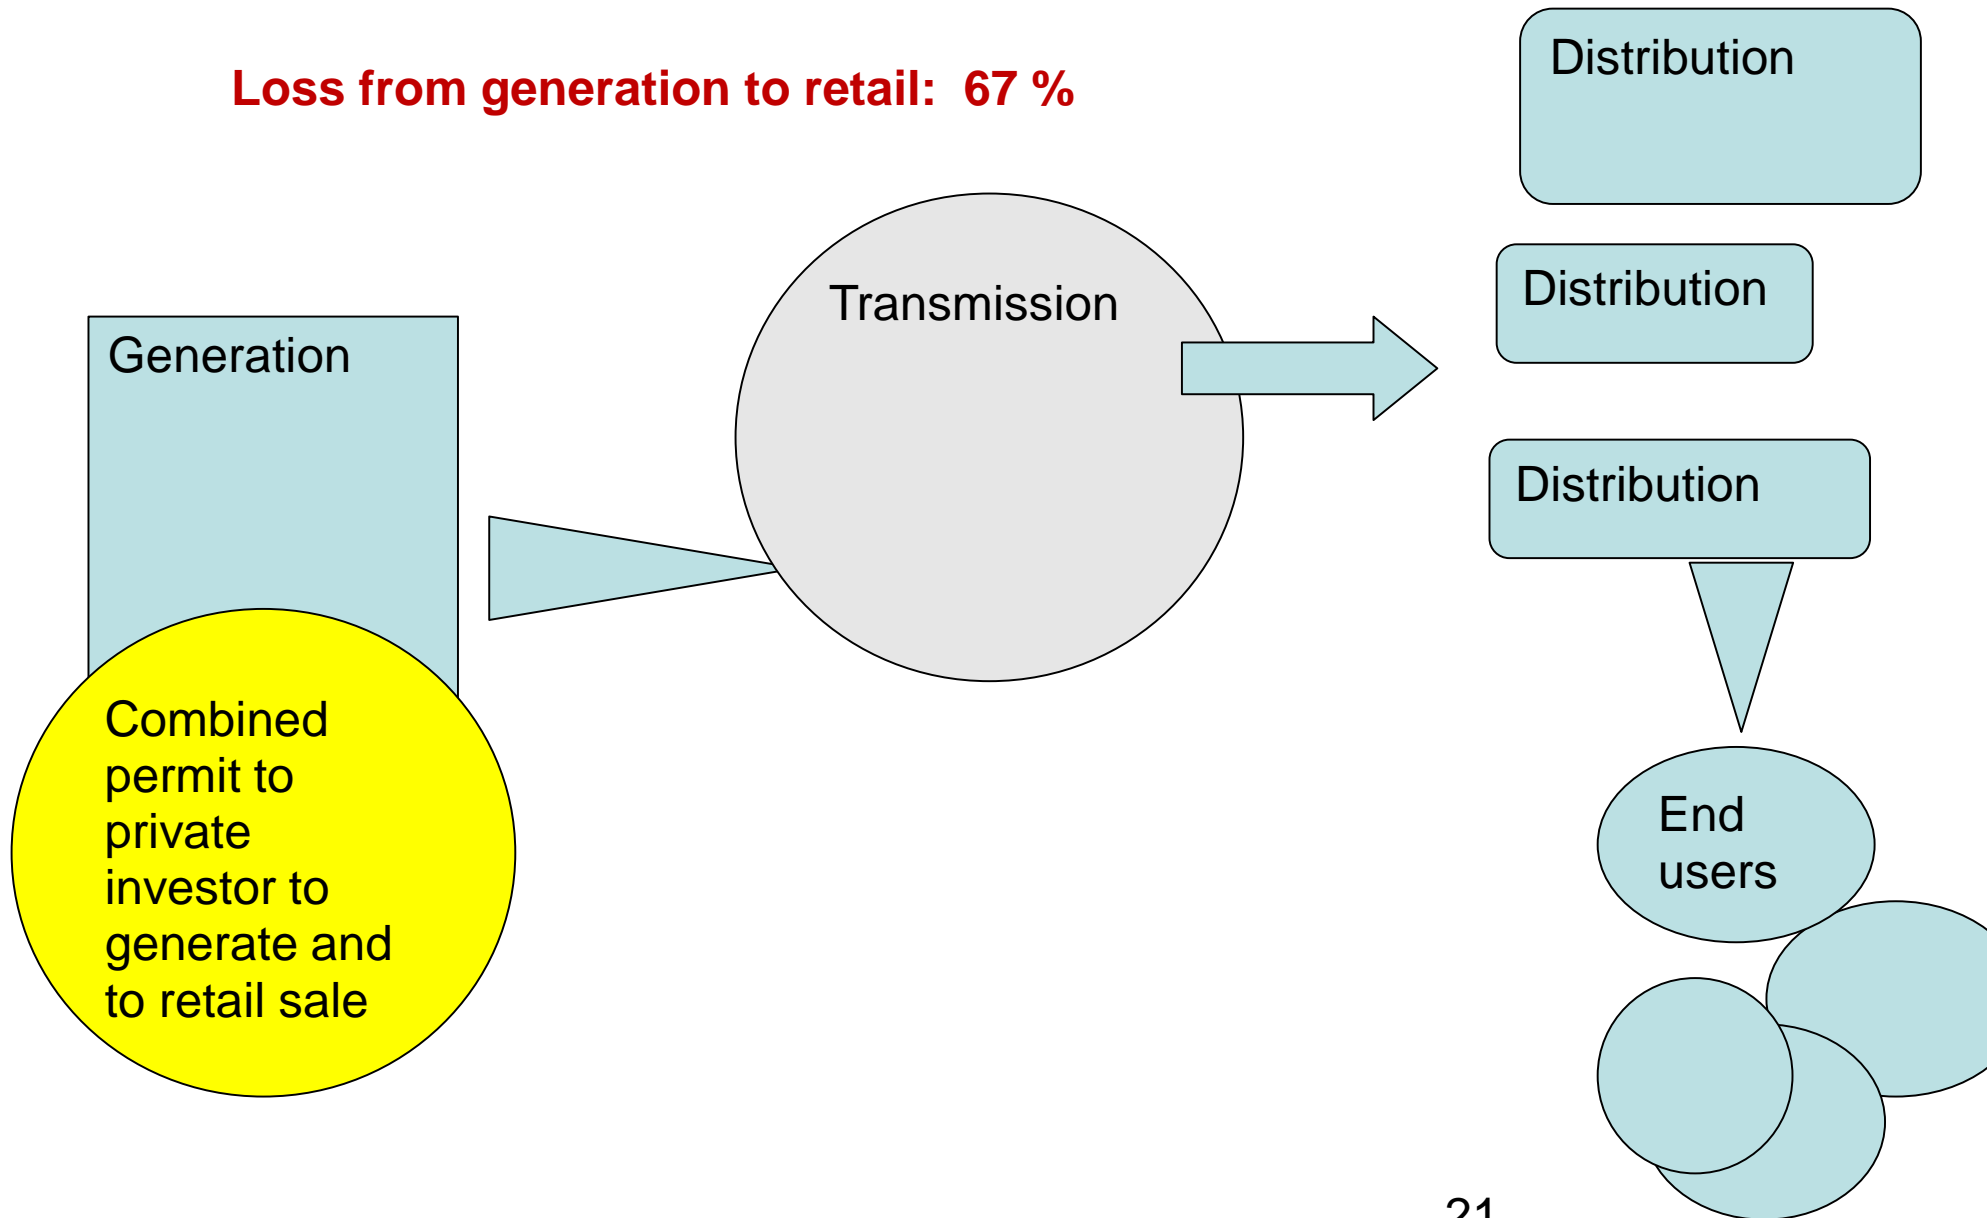 Loss from generation to retail:  67 %
Distribution
Distribution
Transmission
Generation
Distribution
Combined
permit to
private
investor to
generate and
to retail sale
End
users
21